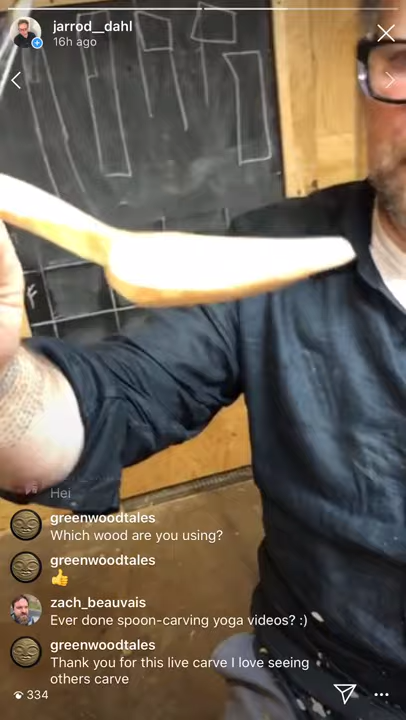 jarrod__dahl
16h ago
Hei
greenwoodtales
Which wood are you using?
greenwoodtales
👍
zach_beauvais
Ever done spoon-carving yoga videos? :)
greenwoodtales
Thank you for this live carve I love seeing
others carve
334